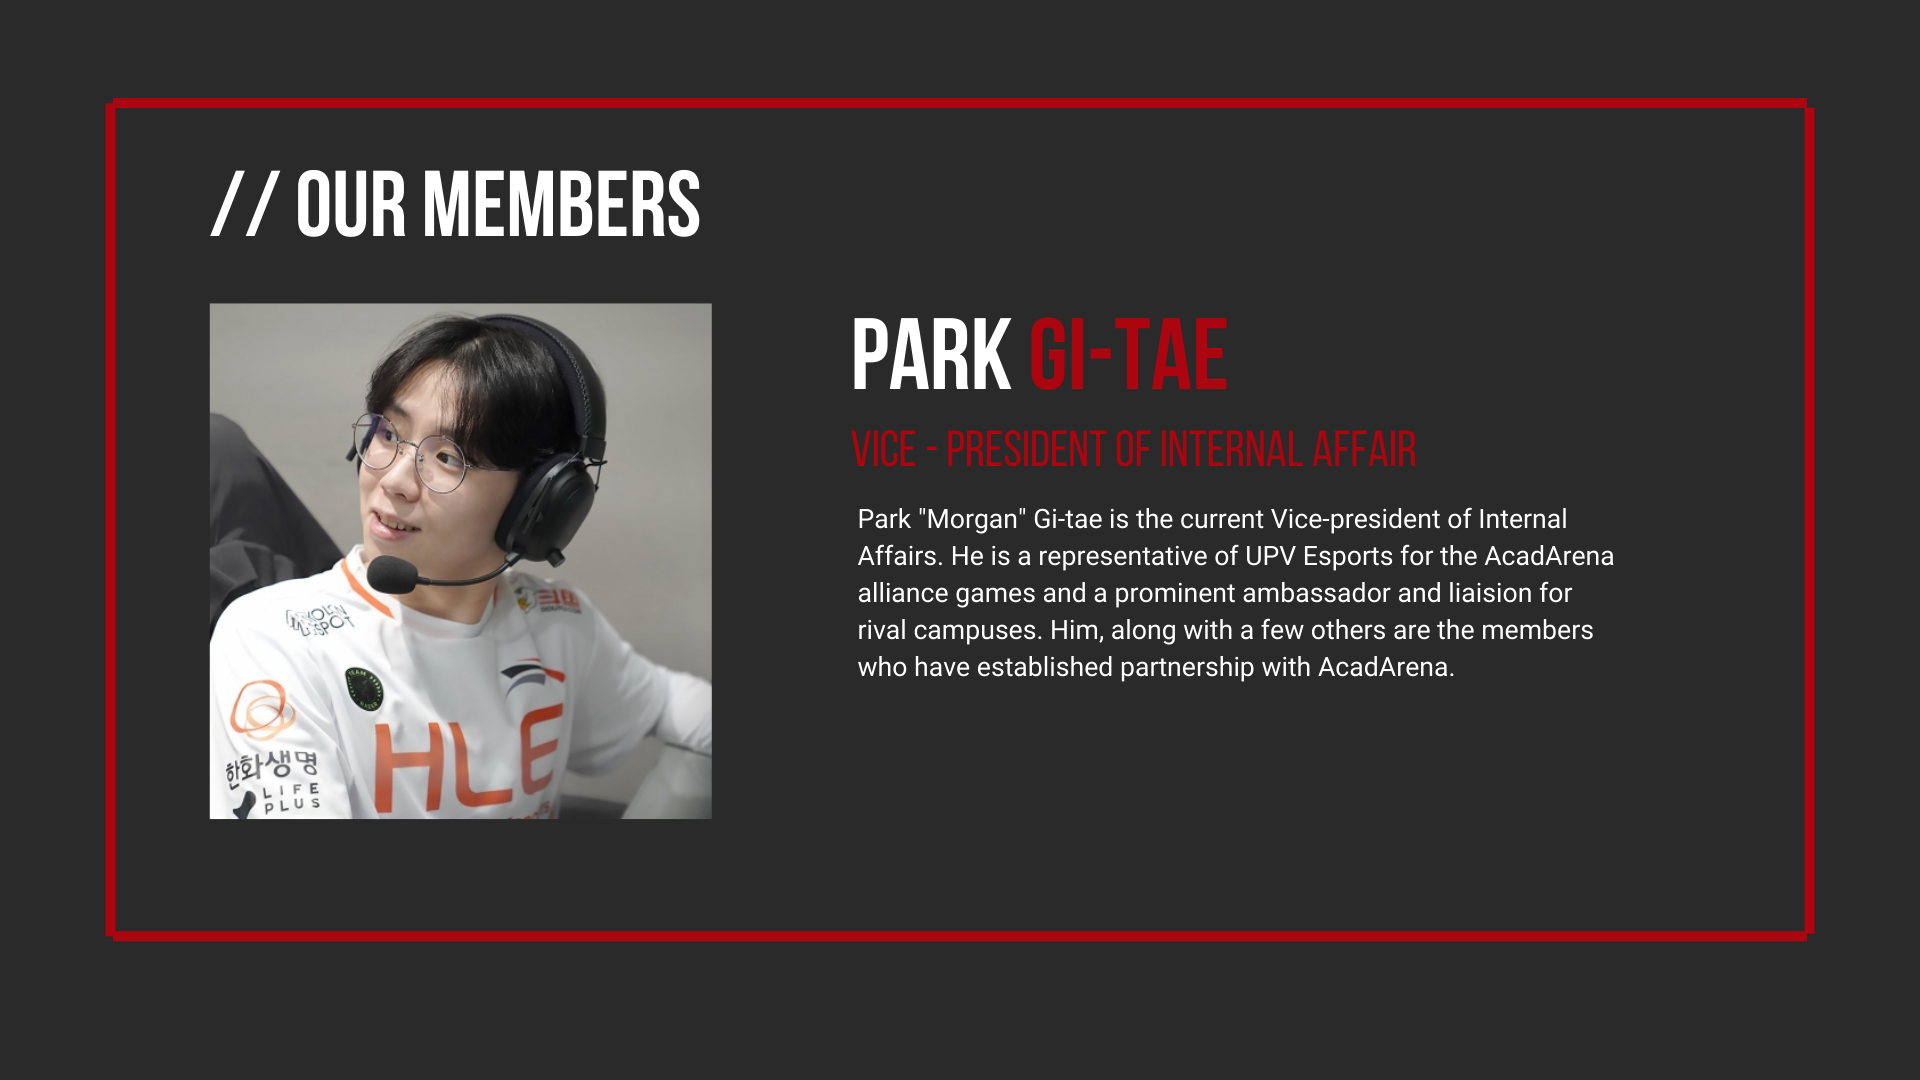 // OUR MEMBERS
PARK GI-TAE
VICE - PRESIDENT OF INTERNAL AFFAIR
Park "Morgan" Gi-tae is the current Vice-president of Internal
Affairs. He is a representative of UPV Esports for the AcadArena
alliance games and a prominent ambassador and liaision for
rival campuses. Him, along with a few others are the members
who have established partnership with AcadArena.
TEAM
HLE
한화생명
LIFE
PLUS